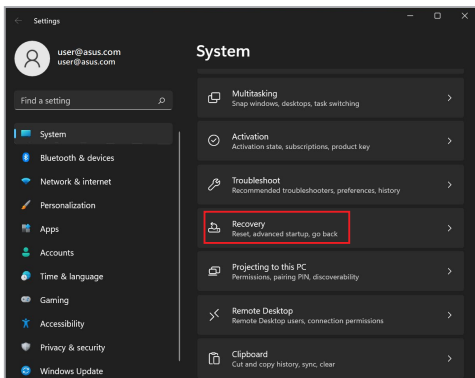 Settings
user@asus.com
user@asus.com
Find a setting
System
Bluetooth & devices
Network & internet
Personalization
Apps
Accounts
Time & language
Gaming
Accessibility
Privacy & security
Windows Update
System
Multitasking
Snap windows, desktops, task switching
Activation
Activation state, subscriptions, product key
Troubleshoot
Recommended troubleshooters, preferences, history
Recovery
Reset, advanced startup, go back
Projecting to this PC
Permissions, pairing PIN, discoverability
Remote Desktop
Remote Desktop users, connection permissions
Clipboard
Cut and copy history, sync, clear